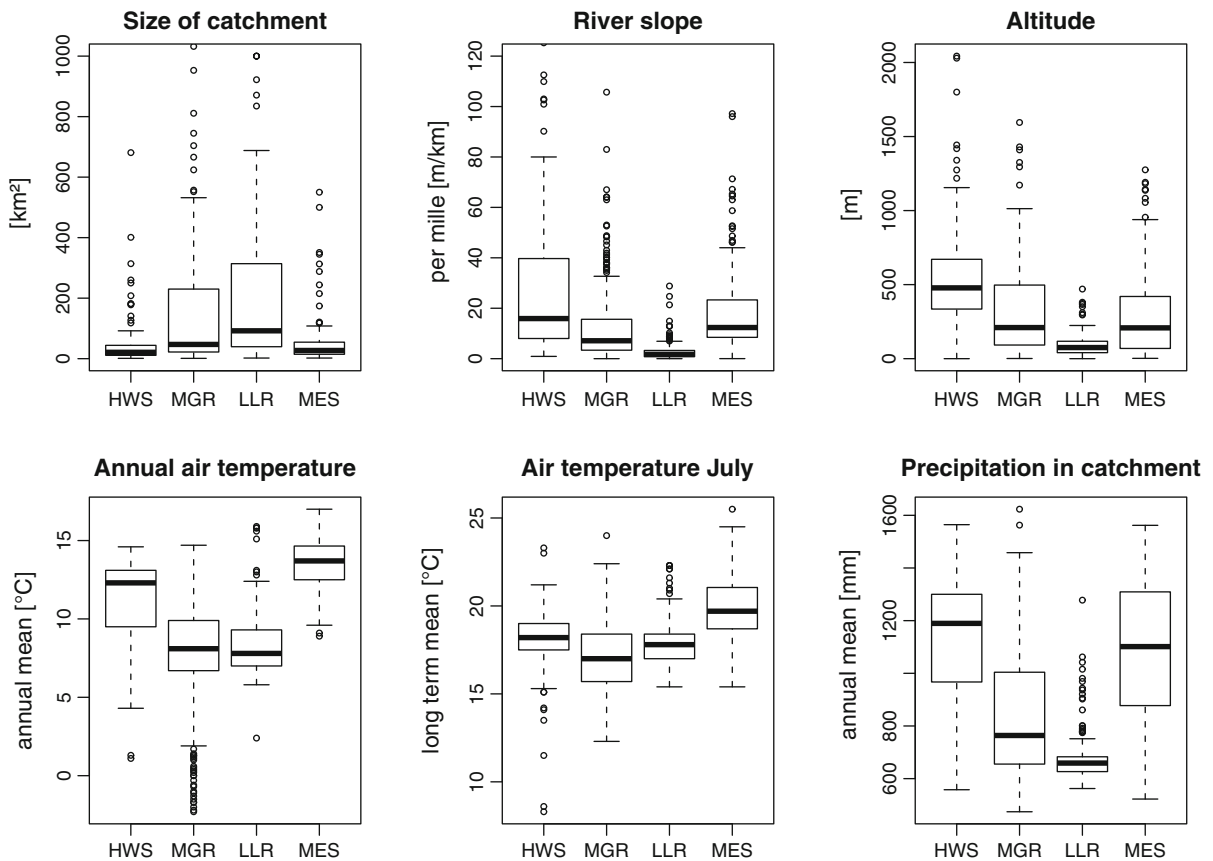 Size of catchment
[km²]
0
200
400
600
800
1000
HWS MGR LLR MES
River slope
per mille [m/km]
0
20
40
60
80
100
120
HWS MGR LLR MES
Altitude
[m]
0
500
1000
1500
2000
HWS MGR LLR MES
Annual air temperature
annual mean [°C]
0
5
10
15
HWS MGR LLR MES
Air temperature July
long term mean [°C]
10
15
20
25
HWS MGR LLR MES
Precipitation in catchment
annual mean [mm]
600
800
1200
1600
HWS MGR LLR MES